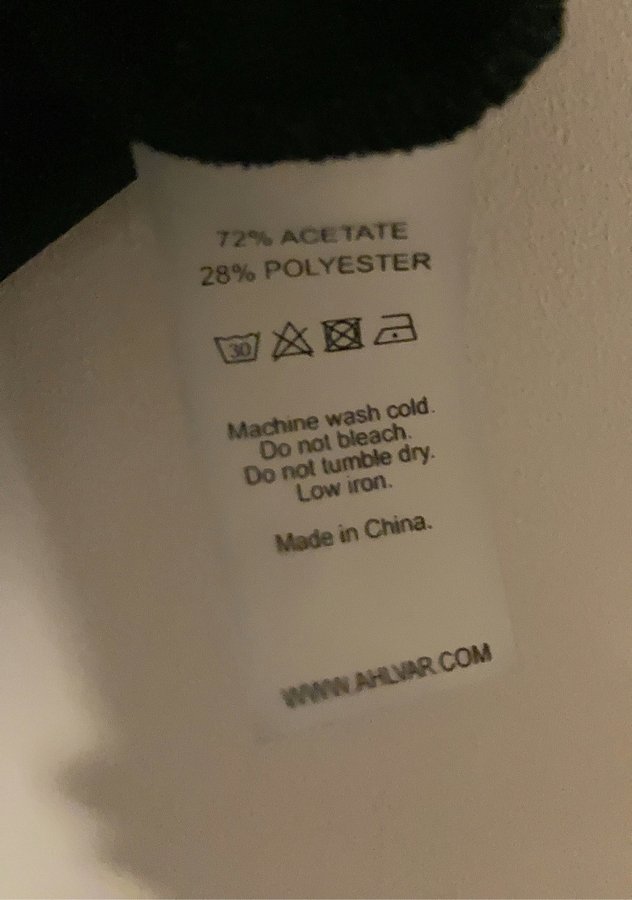 72% ACETATE
28% POLYESTER
30
Machine wash cold.
Do not bleach.
Do not tumble dry.
Low iron.
Made in China.
WWW.AHLVAR.COM